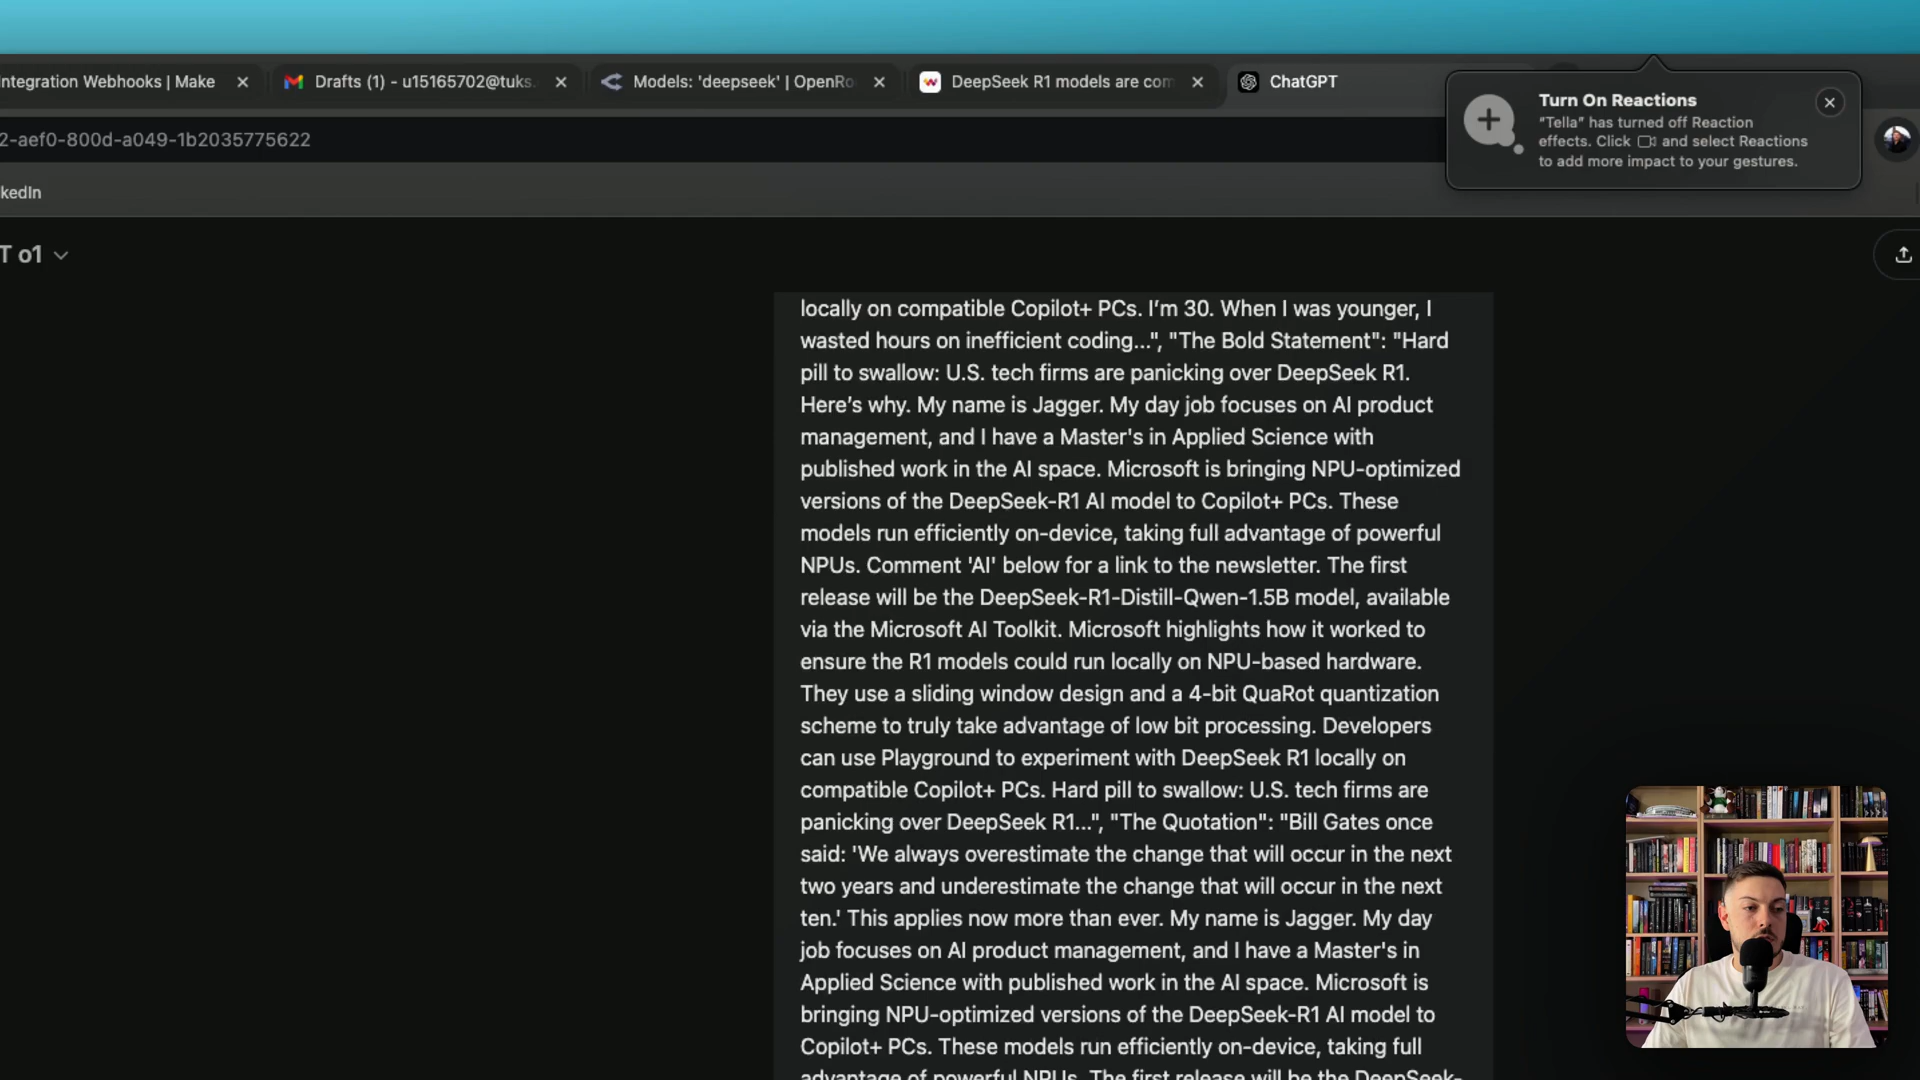 ntegration Webhooks | Make
Drafts (1) - u15165702@tuks.
Models: 'deepseek' | OpenRo
DeepSeek R1 models are com
ChatGPT
Turn On Reactions
"Tella" has turned off Reaction
effects. Click and select Reactions
to add more impact to your gestures.
2-aef0-800d-a049-1b2035775622
kedIn
T o1
locally on compatible Copilot+ PCs. I'm 30. When I was younger, I
wasted hours on inefficient coding...", "The Bold Statement": "Hard
pill to swallow: U.S. tech firms are panicking over DeepSeek R1.
Here's why. My name is Jagger. My day job focuses on AI product
management, and I have a Master's in Applied Science with
published work in the AI space. Microsoft is bringing NPU-optimized
versions of the DeepSeek-R1 AI model to Copilot+ PCs. These
models run efficiently on-device, taking full advantage of powerful
NPUs. Comment 'AI' below for a link to the newsletter. The first
release will be the DeepSeek-R1-Distill-Qwen-1.5B model, available
via the Microsoft AI Toolkit. Microsoft highlights how it worked to
ensure the R1 models could run locally on NPU-based hardware.
They use a sliding window design and a 4-bit QuaRot quantization
scheme to truly take advantage of low bit processing. Developers
can use Playground to experiment with DeepSeek R1 locally on
compatible Copilot+ PCs. Hard pill to swallow: U.S. tech firms are
panicking over DeepSeek R1...", "The Quotation": "Bill Gates once
said: 'We always overestimate the change that will occur in the next
two years and underestimate the change that will occur in the next
ten.' This applies now more than ever. My name is Jagger. My day
job focuses on AI product management, and I have a Master's in
Applied Science with published work in the AI space. Microsoft is
bringing NPU-optimized versions of the DeepSeek-R1 AI model to
Copilot+ PCs. These models run efficiently on-device, taking full
advantage of powerful NPUs. The first release will be the DeepSeek-